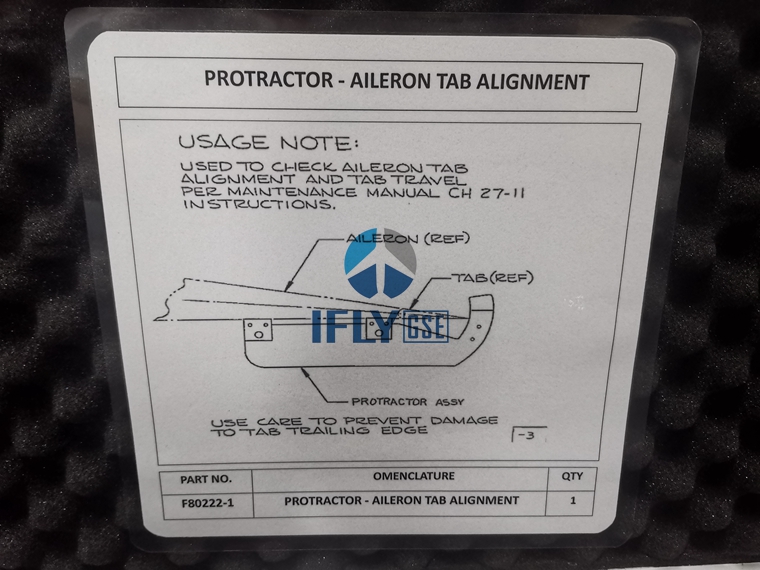 PROTRACTOR - AILERON TAB ALIGNMENT
USAGE NOTE:
USED TO CHECK AILERON TAB
ALIGNMENT AND TAB TRAVEL
PER MAINTENANCE MANUAL CH 27-11
INSTRUCTIONS.
AILERON (REF)
TAB (REF)
IFLY GSE
PROTRACTOR ASSY
USE CARE TO PREVENT DAMAGE
TO TAB TRAILING EDGE
-3
PART NO. OMENCLATURE QTY
F80222-1 PROTRACTOR - AILERON TAB ALIGNMENT 1